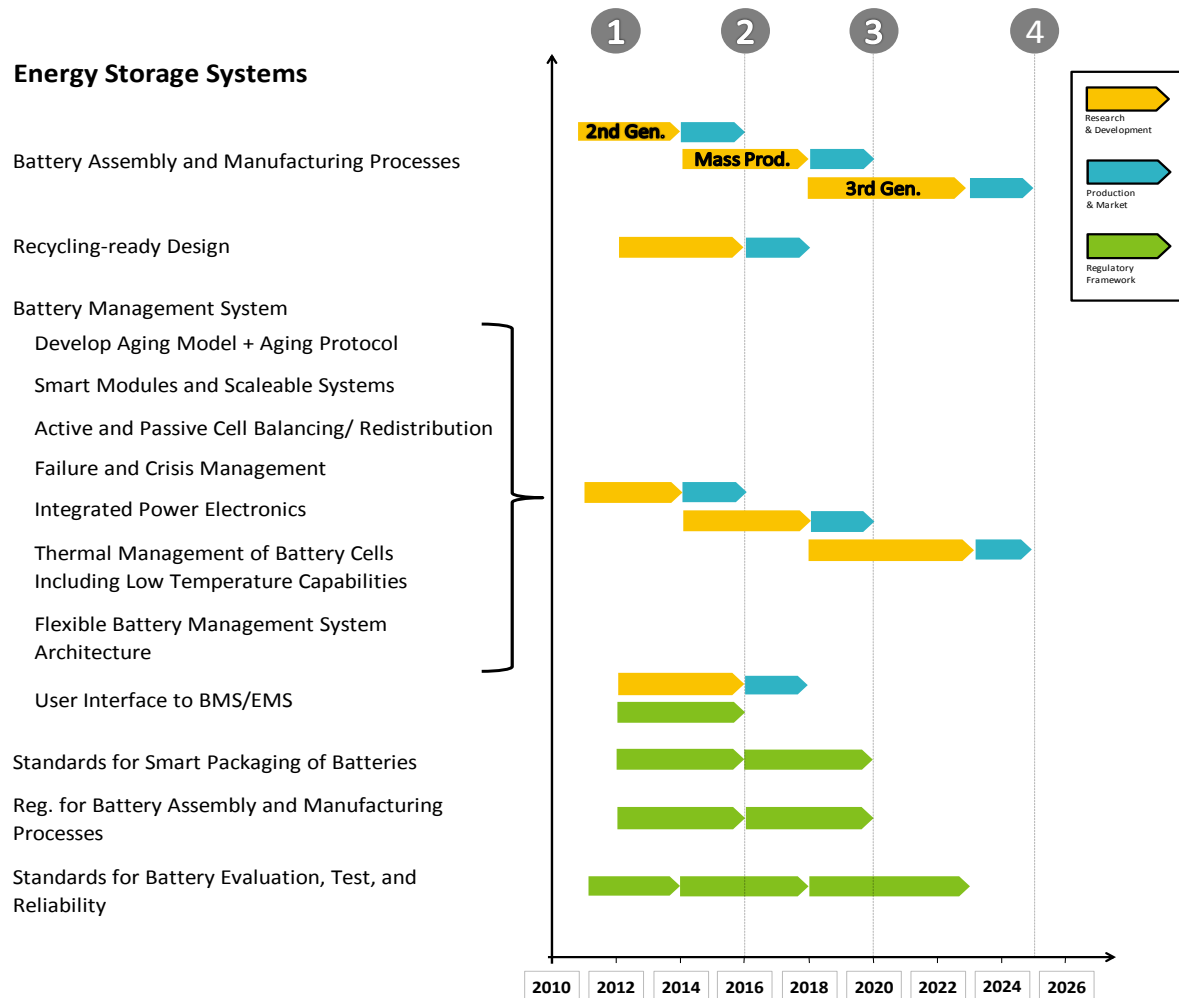 1 2 3 4
Energy Storage Systems
Research
& Development
2nd Gen.
Battery Assembly and Manufacturing Processes
Mass Prod.
3rd Gen.
Production
& Market
Recycling-ready Design
Regulatory
Framework
Battery Management System
Develop Aging Model + Aging Protocol
Smart Modules and Scaleable Systems
Active and Passive Cell Balancing/ Redistribution
Failure and Crisis Management
Integrated Power Electronics
Thermal Management of Battery Cells
Including Low Temperature Capabilities
Flexible Battery Management System
Architecture
User Interface to BMS/EMS
Standards for Smart Packaging of Batteries
Reg. for Battery Assembly and Manufacturing
Processes
Standards for Battery Evaluation, Test, and
Reliability
2010 2012 2014 2016 2018 2020 2022 2024 2026